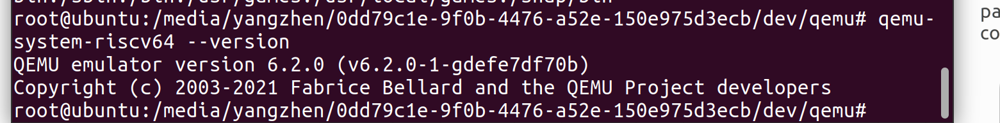 root@ubuntu:/media/yangzhen/0dd79c1e-9f0b-4476-a52e-150e975d3ecb/dev/qemu# qemu-
system-riscv64 --version
QEMU emulator version 6.2.0 (v6.2.0-1-gdefe7df70b)
Copyright (c) 2003-2021 Fabrice Bellard and the QEMU Project developers
root@ubuntu:/media/yangzhen/0dd79c1e-9f0b-4476-a52e-150e975d3ecb/dev/qemu#
pa
co